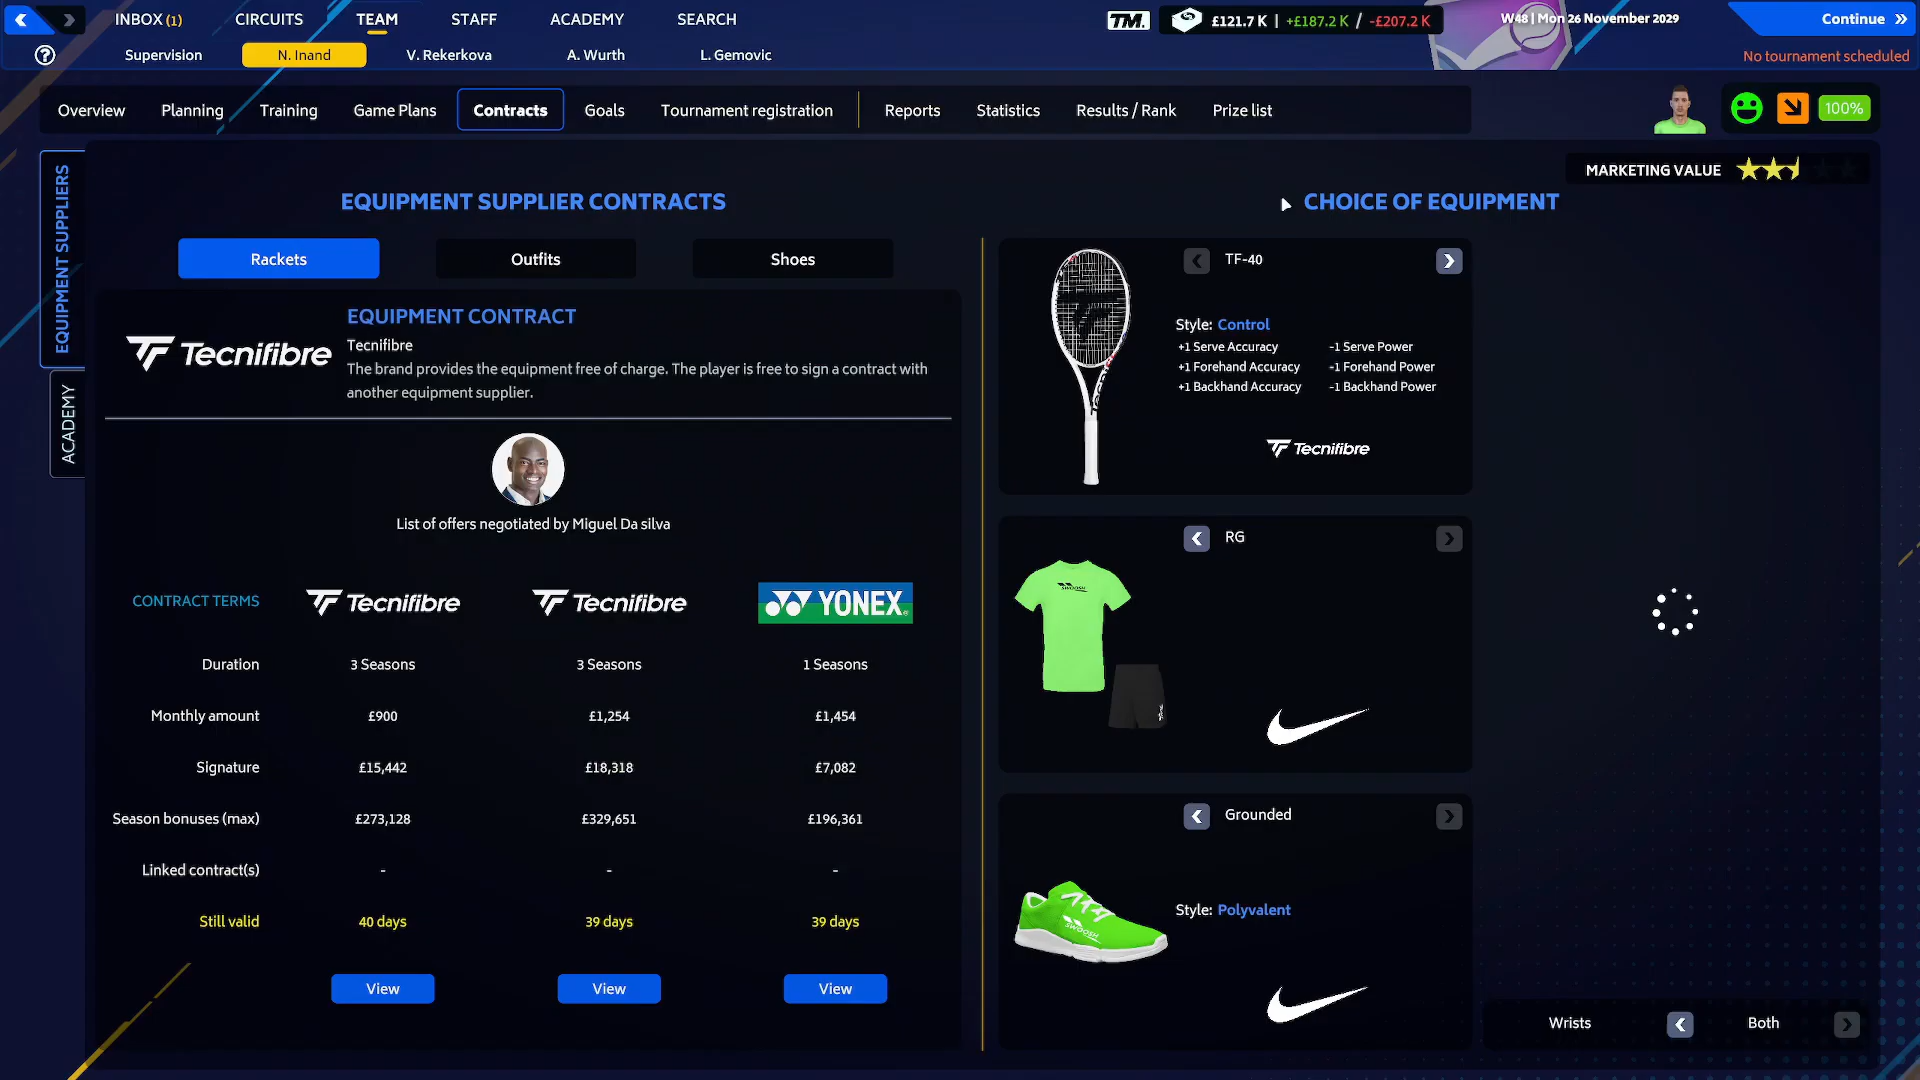 INBOX (1)
CIRCUITS
TEAM
STAFF
ACADEMY
SEARCH
TM.
£121.7 K | +£187.2 K / -£207.2 K
W48 | Mon 26 November 2029
Continue
No tournament scheduled
Supervision
N. Inand
V. Rekerkova
A. Wurth
L. Gemovic
Overview
Planning
Training
Game Plans
Contracts
Goals
Tournament registration
Reports
Statistics
Results / Rank
Prize list
100%
EQUIPMENT SUPPLIERS
ACADEMY
MARKETING VALUE
EQUIPMENT SUPPLIER CONTRACTS
Rackets
Outfits
Shoes
EQUIPMENT CONTRACT
Tecnifibre
Tecnifibre
The brand provides the equipment free of charge. The player is free to sign a contract with
another equipment supplier.
List of offers negotiated by Miguel Da silva
CONTRACT TERMS
Tecnifibre
Tecnifibre
YONEX
Duration
3 Seasons
3 Seasons
1 Seasons
Monthly amount
£900
£1,254
£1,454
Signature
£15,442
£18,318
£7,082
Season bonuses (max)
£273,128
£329,651
£196,361
Linked contract(s)
-
-
-
Still valid
40 days
39 days
39 days
View
View
View
CHOICE OF EQUIPMENT
TF-40
Style: Control
+1 Serve Accuracy
-1 Serve Power
+1 Forehand Accuracy
-1 Forehand Power
+1 Backhand Accuracy
-1 Backhand Power
Tecnifibre
RG
SWOOSH
Grounded
Style: Polyvalent
SWOOSH
Wrists
Both